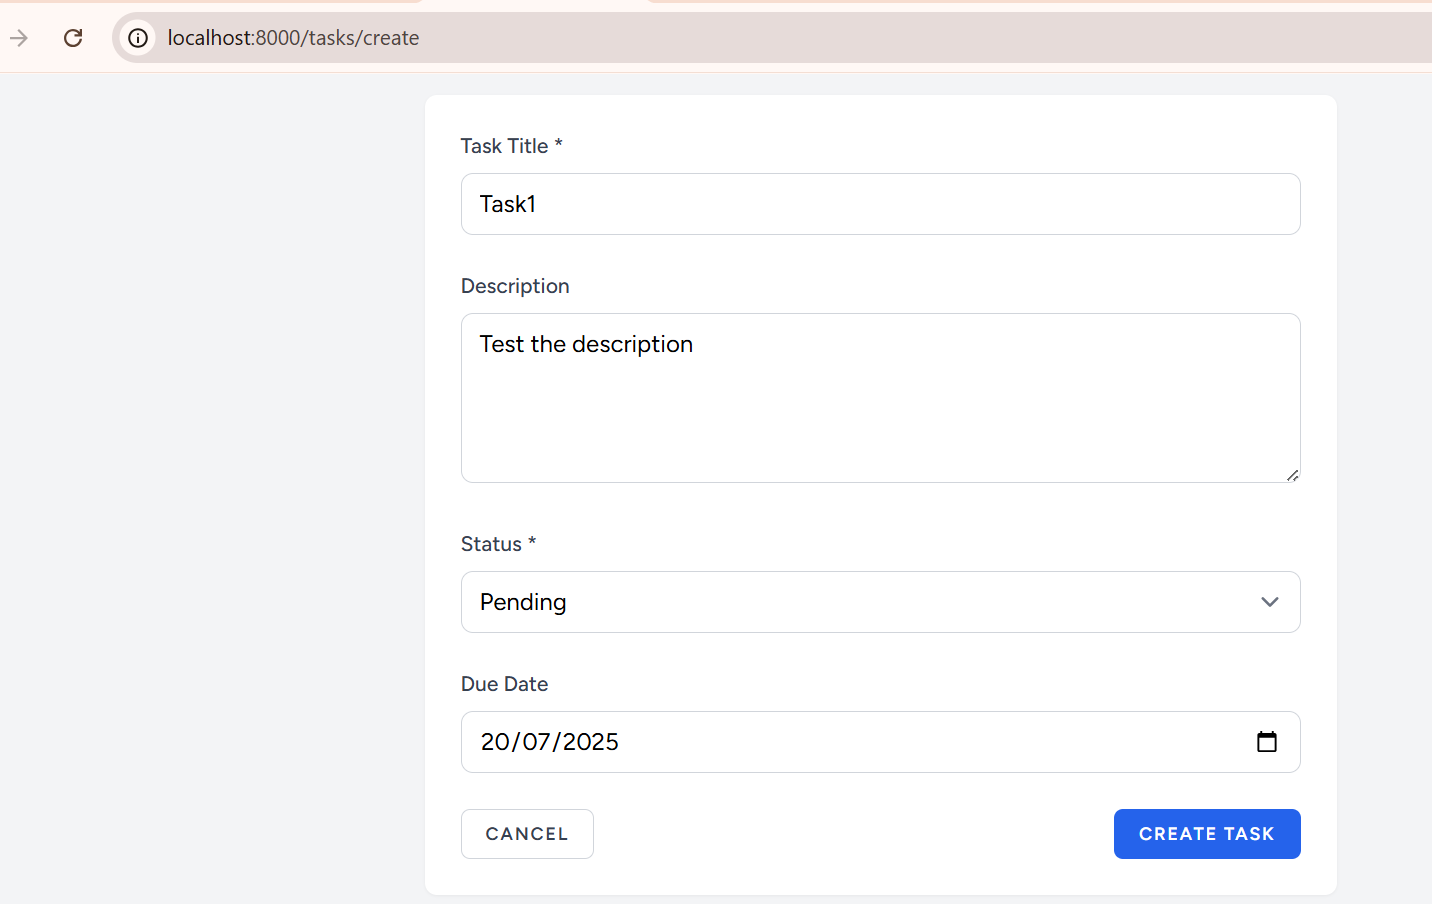 localhost:8000/tasks/create
Task Title *
Task1
Description
Test the description
Status *
Pending
Due Date
20/07/2025
CANCEL
CREATE TASK